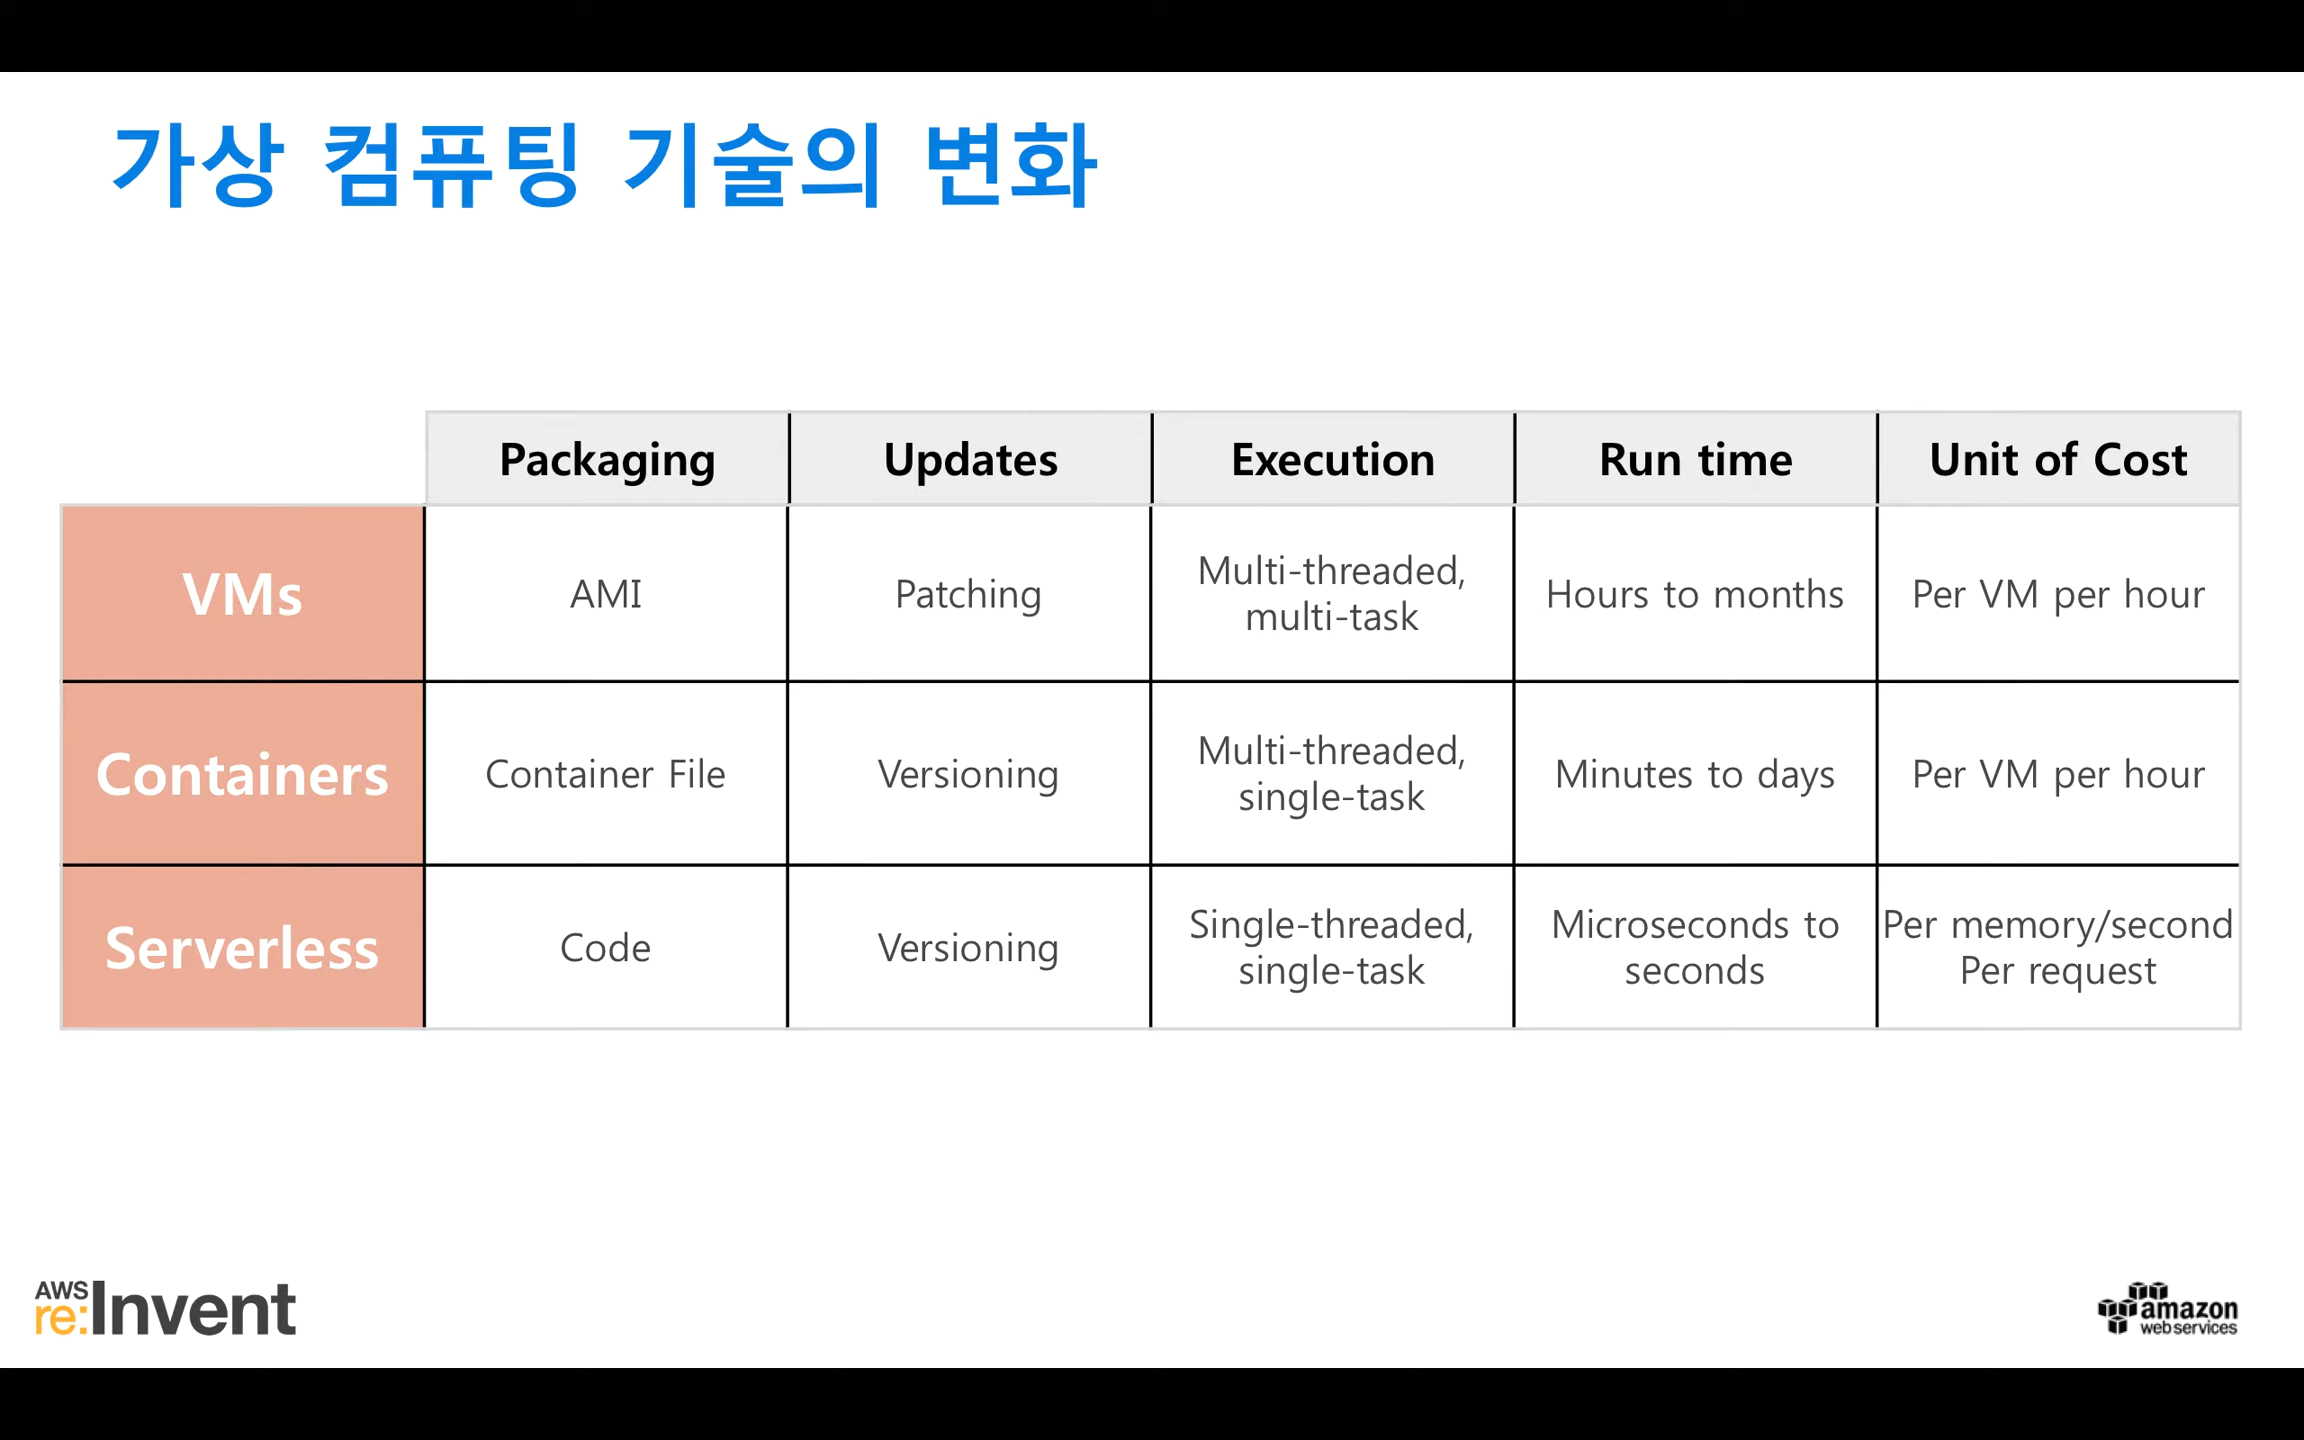 가상 컴퓨팅 기술의 변화
Packaging Updates Execution Run time Unit of Cost
VMs AMI Patching Multi-threaded, multi-task Hours to months Per VM per hour
Containers Container File Versioning Multi-threaded, single-task Minutes to days Per VM per hour
Serverless Code Versioning Single-threaded, single-task Microseconds to seconds Per memory/second Per request
AWS
re:Invent
amazon
webservices